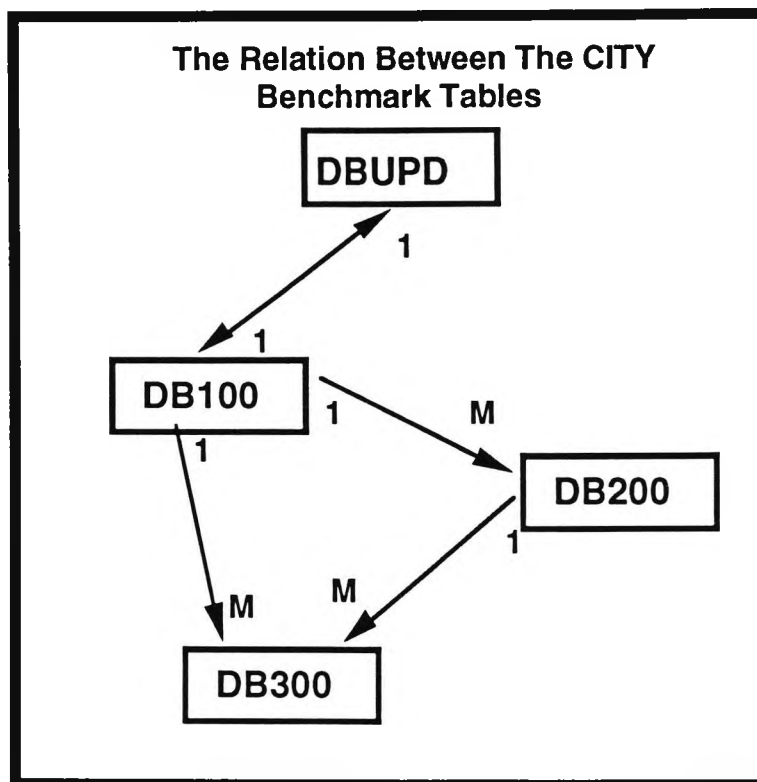 The Relation Between The CITY
Benchmark Tables
DBUPD
1
1
DB100
1
M
1
DB200
1
M
M
DB300